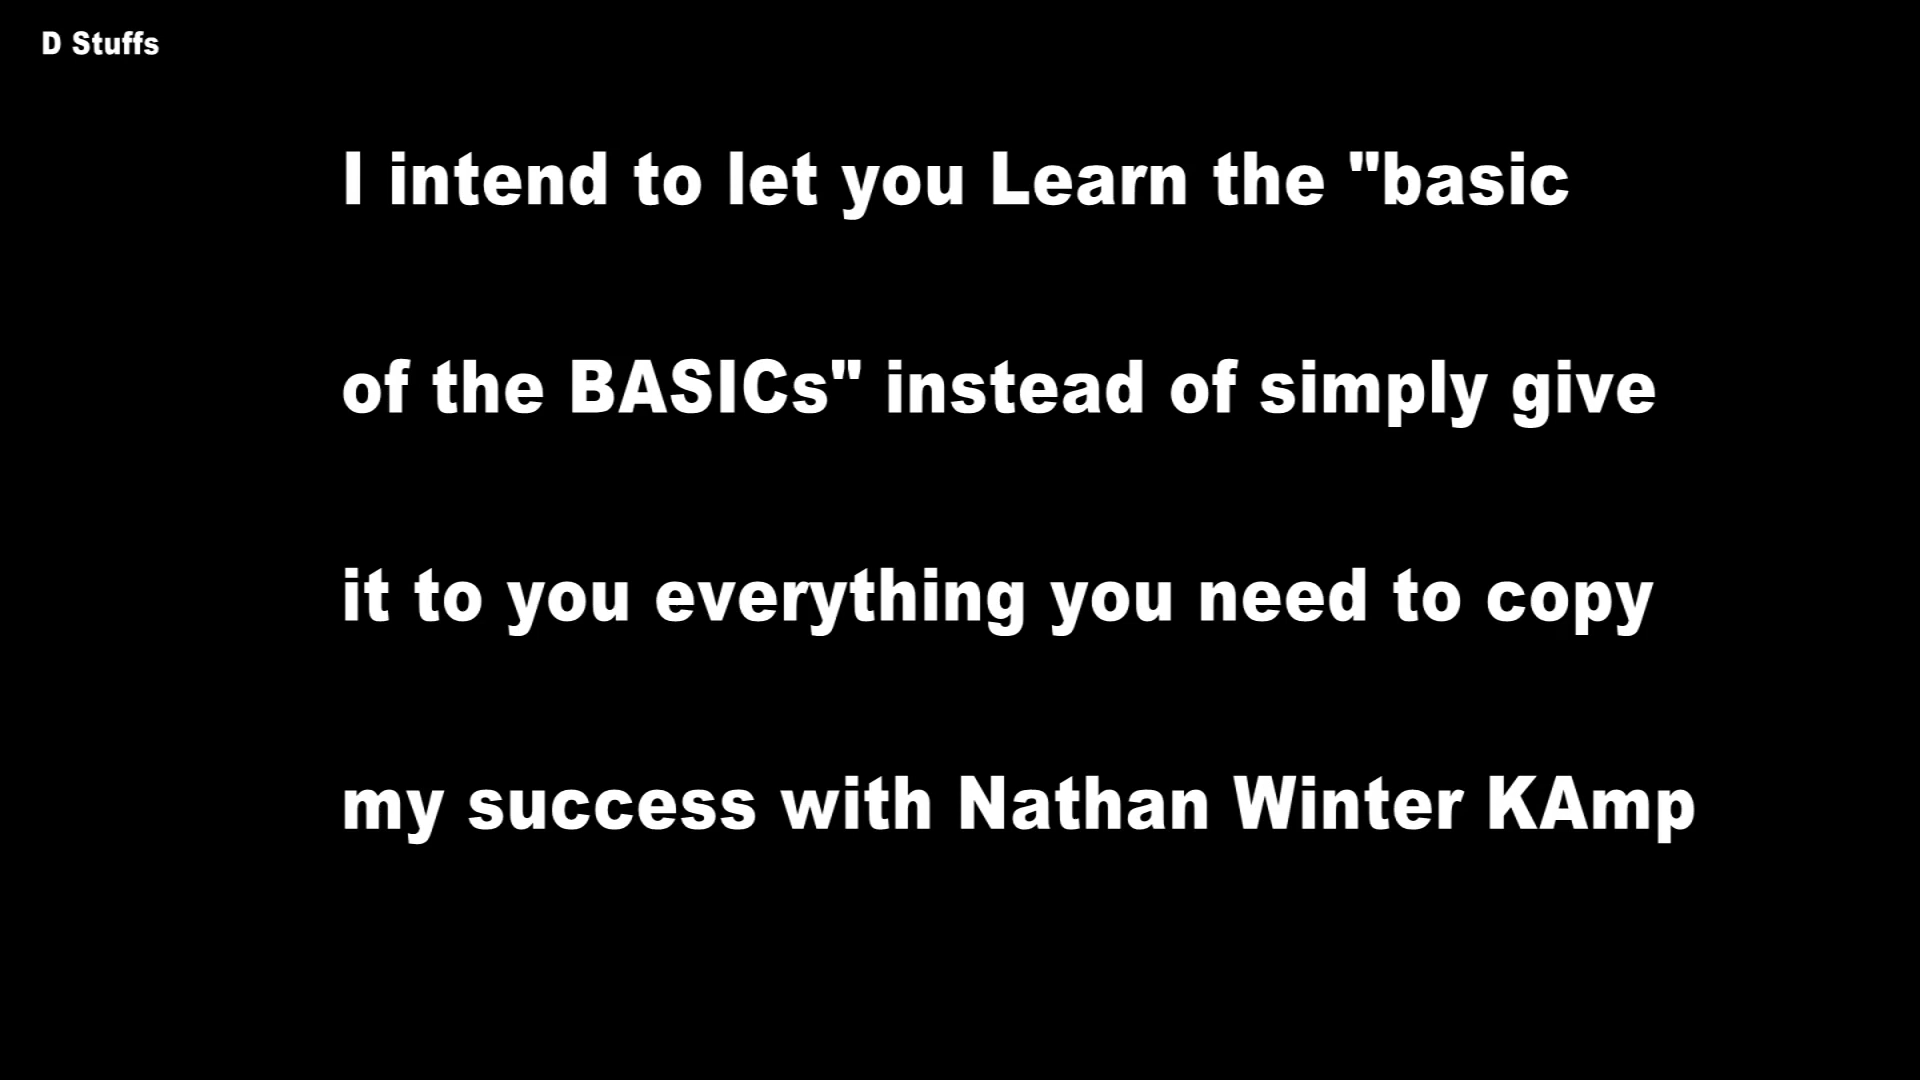 D Stuffs
I intend to let you Learn the "basic
of the BASICs" instead of simply give
it to you everything you need to copy
my success with Nathan Winter KAmp